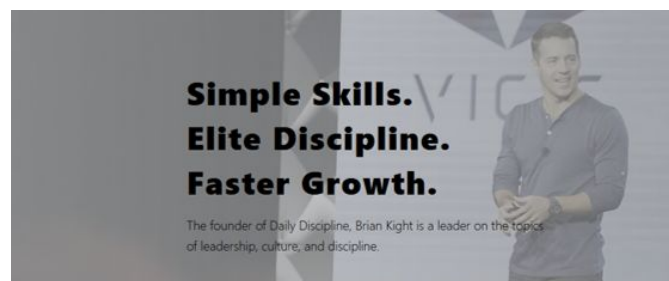 Simple Skills.
Elite Discipline.
Faster Growth.
The founder of Daily Discipline, Brian Kight is a leader on the topics
of leadership, culture, and discipline.